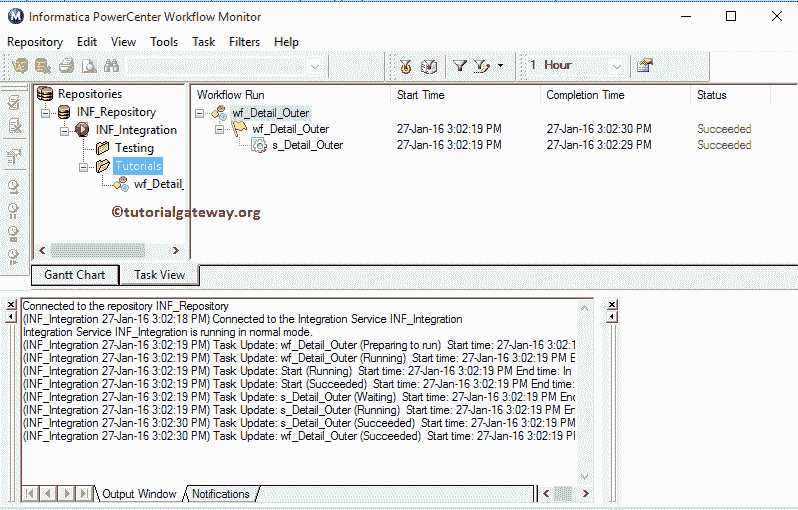 Informatica PowerCenter Workflow Monitor
Repository Edit View Tools Task Filters Help
1 Hour
Repositories
INF_Repository
INF_Integration
Testing
Tutorials
wf_Detail_
©tutorialgateway.org
Workflow Run Start Time Completion Time Status
wf_Detail_Outer
wf_Detail_Outer 27-Jan-16 3:02:19 PM 27-Jan-16 3:02:30 PM Succeeded
s_Detail_Outer 27-Jan-16 3:02:19 PM 27-Jan-16 3:02:29 PM Succeeded
Gantt Chart Task View
Connected to the repository INF_Repository
(INF_Integration 27-Jan-16 3:02:18 PM) Connected to the Integration Service INF_Integration
Integration Service INF_Integration is running in normal mode.
(INF_Integration 27-Jan-16 3:02:19 PM) Task Update: wf_Detail_Outer (Preparing to run) Start time: 27-Jan-16 3:02:1
(INF_Integration 27-Jan-16 3:02:19 PM) Task Update: wf_Detail_Outer (Running) Start time: 27-Jan-16 3:02:19 PM E
(INF_Integration 27-Jan-16 3:02:19 PM) Task Update: Start (Running) Start time: 27-Jan-16 3:02:19 PM End time: In
(INF_Integration 27-Jan-16 3:02:19 PM) Task Update: Start (Succeeded) Start time: 27-Jan-16 3:02:19 PM End time:
(INF_Integration 27-Jan-16 3:02:19 PM) Task Update: s_Detail_Outer (Waiting) Start time: 27-Jan-16 3:02:19 PM End
(INF_Integration 27-Jan-16 3:02:19 PM) Task Update: s_Detail_Outer (Running) Start time: 27-Jan-16 3:02:19 PM En
(INF_Integration 27-Jan-16 3:02:30 PM) Task Update: s_Detail_Outer (Succeeded) Start time: 27-Jan-16 3:02:19 PM
(INF_Integration 27-Jan-16 3:02:30 PM) Task Update: wf_Detail_Outer (Succeeded) Start time: 27-Jan-16 3:02:19 P
Output Window Notifications